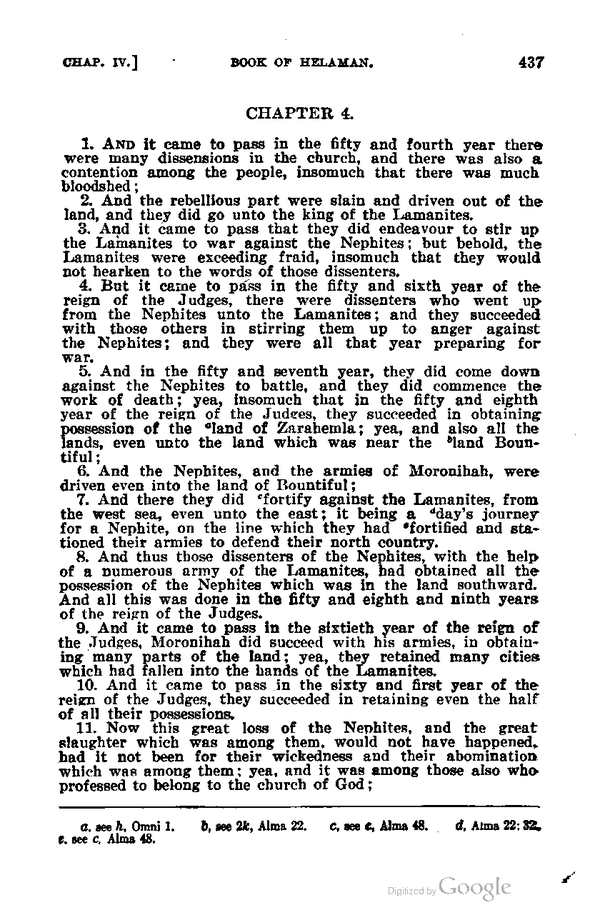 CHAP. IV.] BOOK OF HELAMAN. 437
CHAPTER 4.
1. AND it came to pass in the fifty and fourth year there
were many dissensions in the church, and there was also a
contention among the people, insomuch that there was much
bloodshed;
2. And the rebellious part were slain and driven out of the
land, and they did go unto the king of the Lamanites.
3. And it came to pass that they did endeavour to stir up
the Lamanites to war against the Nephites; but behold, the
Lamanites were exceeding fraid, insomuch that they would
not hearken to the words of those dissenters.
4. But it came to pass in the fifty and sixth year of the
reign of the Judges, there were dissenters who went up
from the Nephites unto the Lamanites; and they succeeded
with those others in stirring them up to anger against
the Nephites; and they were all that year preparing for
war.
5. And in the fifty and seventh year, they did come down
against the Nephites to battle, and they did commence the
work of death; yea, insomuch that in the fifty and eighth
year of the reign of the Judges, they succeeded in obtaining
possession of the ᵃland of Zarahemla; yea, and also all the
lands, even unto the land which was near the ᵇland Boun-
tiful;
6. And the Nephites, and the armies of Moronihah, were
driven even into the land of Bountiful;
7. And there they did ᶜfortify against the Lamanites, from
the west sea, even unto the east; it being a ᵈday's journey
for a Nephite, on the line which they had ᵉfortified and sta-
tioned their armies to defend their north country.
8. And thus those dissenters of the Nephites, with the help
of a numerous army of the Lamanites, had obtained all the
possession of the Nephites which was in the land southward.
And all this was done in the fifty and eighth and ninth years
of the reign of the Judges.
9. And it came to pass in the sixtieth year of the reign of
the Judges, Moronihah did succeed with his armies, in obtain-
ing many parts of the land; yea, they retained many cities
which had fallen into the hands of the Lamanites.
10. And it came to pass in the sixty and first year of the
reign of the Judges, they succeeded in retaining even the half
of all their possessions.
11. Now this great loss of the Nephites, and the great
slaughter which was among them, would not have happened,
had it not been for their wickedness and their abomination
which was among them; yea, and it was among those also who
professed to belong to the church of God;
a, see h, Omni 1. b, see 2k, Alma 22. c, see e, Alma 48. d, Alma 22:32.
e, see c, Alma 48.
Digitized by Google